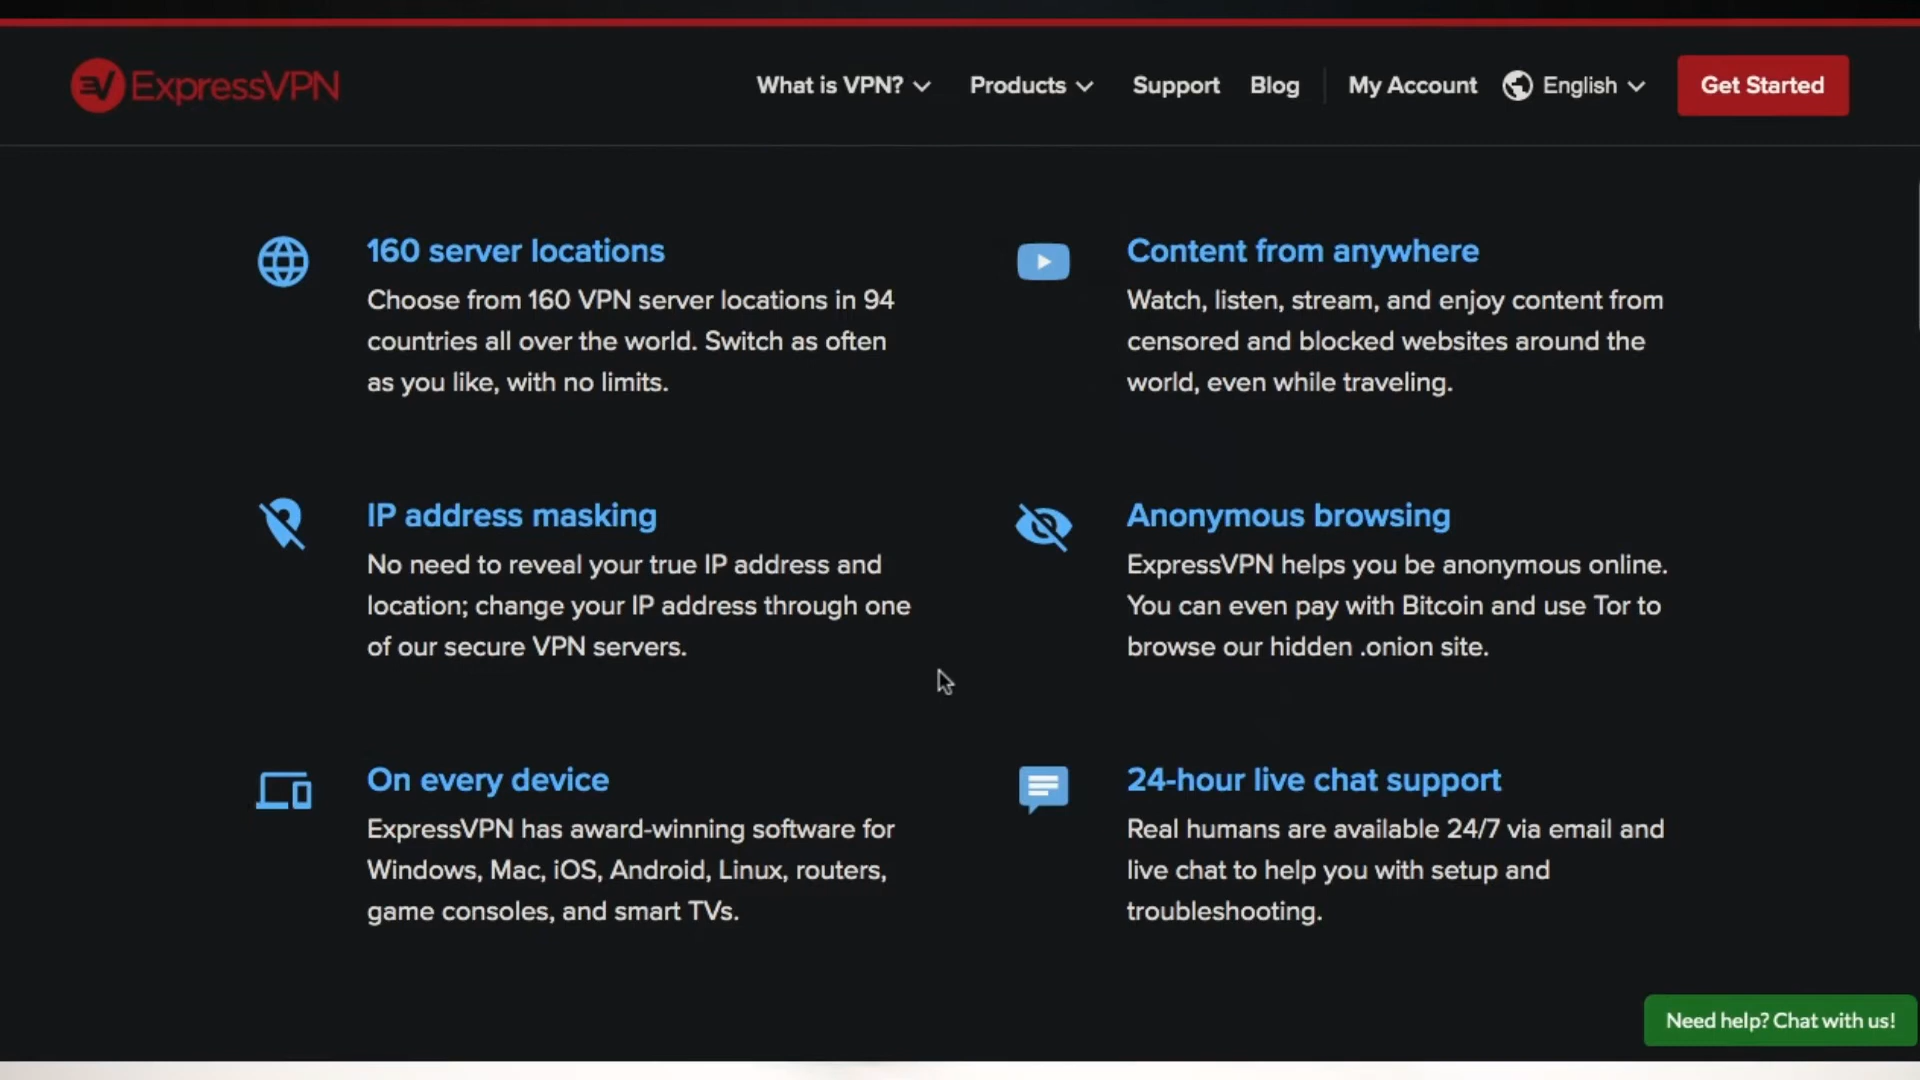 ExpressVPN
What is VPN?
Products
Support
Blog
My Account
English
Get Started
160 server locations
Choose from 160 VPN server locations in 94
countries all over the world. Switch as often
as you like, with no limits.
Content from anywhere
Watch, listen, stream, and enjoy content from
censored and blocked websites around the
world, even while traveling.
IP address masking
No need to reveal your true IP address and
location; change your IP address through one
of our secure VPN servers.
Anonymous browsing
ExpressVPN helps you be anonymous online.
You can even pay with Bitcoin and use Tor to
browse our hidden .onion site.
On every device
ExpressVPN has award-winning software for
Windows, Mac, iOS, Android, Linux, routers,
game consoles, and smart TVs.
24-hour live chat support
Real humans are available 24/7 via email and
live chat to help you with setup and
troubleshooting.
Need help? Chat with us!